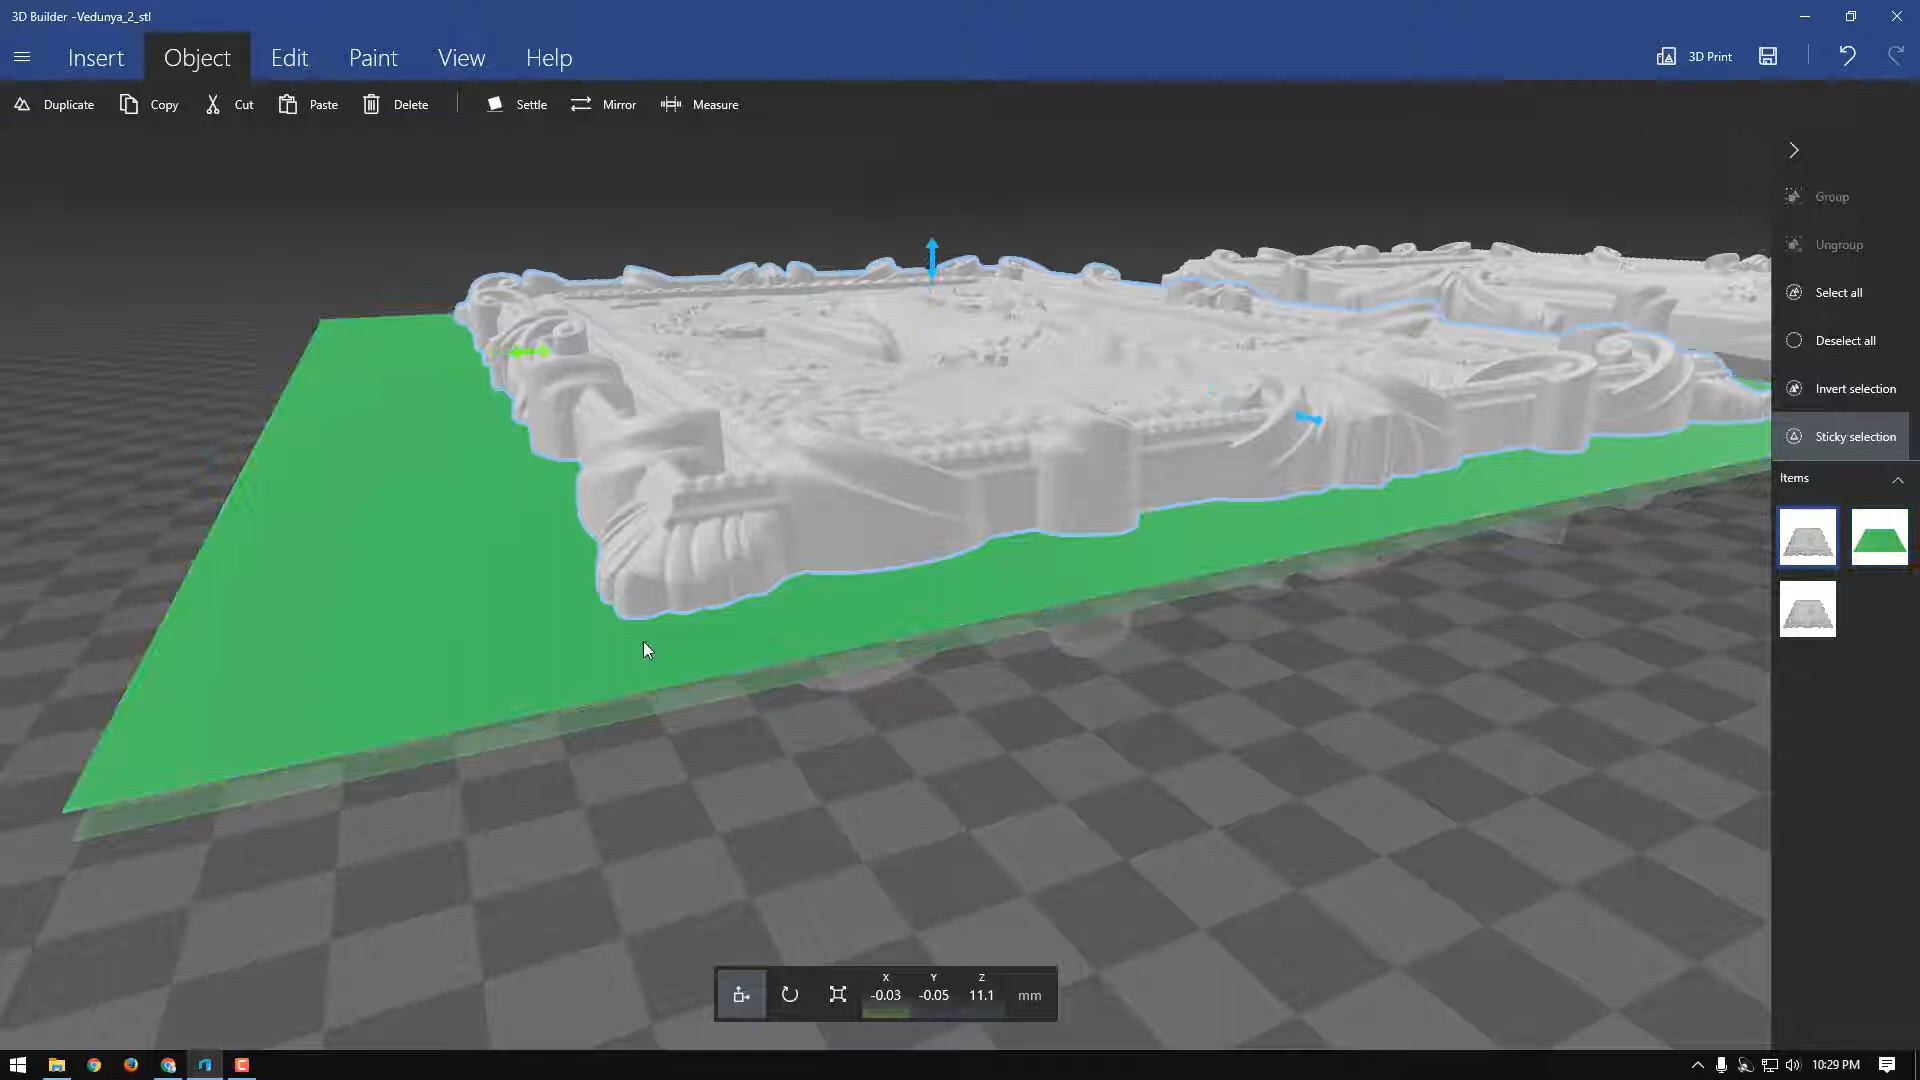 3D Builder -Vedunya_2_stl
Insert Object Edit Paint View Help 3D Print
Duplicate Copy Cut Paste Delete Settle Mirror Measure
Group
Ungroup
Select all
Deselect all
Invert selection
Sticky selection
Items
X Y Z
-0.03 -0.05 11.1 mm
10:29 PM